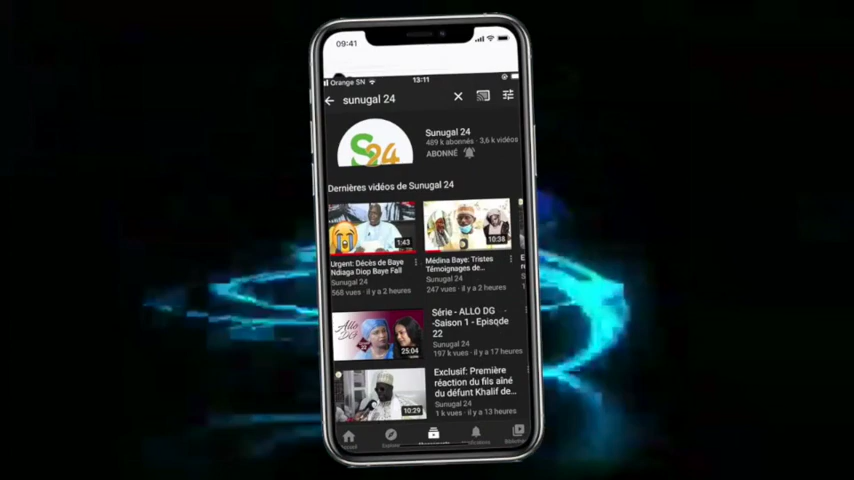 09:41
Orange SN
13:11
sunugal 24
S24
Sunugal 24
489 k abonnés · 3,6 k vidéos
ABONNÉ
Dernières vidéos de Sunugal 24
1:43
10:38
Urgent: Décès de Baye
Ndiaga Diop Baye Fall
Sunugal 24
568 vues · il y a 2 heures
Médina Baye: Tristes
Témoignages de...
Sunugal 24
247 vues · il y a 2 heures
Allo
DG
25:04
Série - ALLO DG
-Saison 1 - Episode
22
Sunugal 24
197 k vues · il y a 17 heures
10:29
Exclusif: Première
réaction du fils aîné
du défunt Khalif de...
Sunugal 24
1 k vues · il y a 13 heures